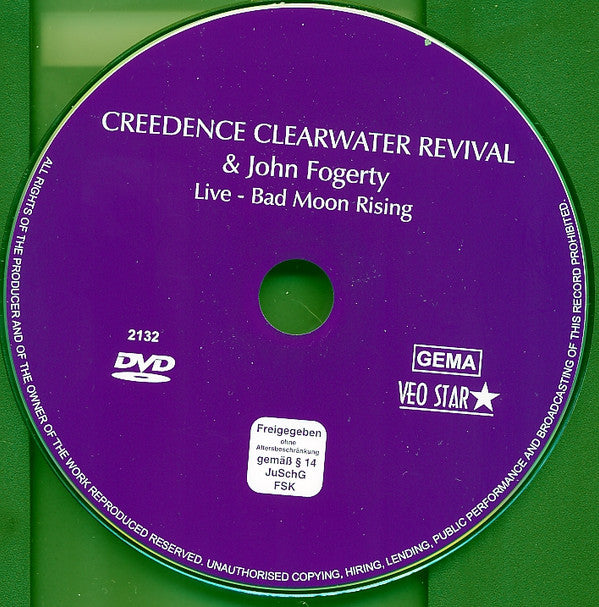 CREEDENCE CLEARWATER REVIVAL
& John Fogerty
Live - Bad Moon Rising
2132
DVD
GEMA
VEO STAR
Freigegeben
ohne
Altersbeschränkung
gemäß § 14
JuSchG
FSK
ALL RIGHTS OF THE PRODUCER AND OF THE OWNER OF THE WORK REPRODUCED RESERVED. UNAUTHORISED COPYING, HIRING, LENDING, PUBLIC PERFORMANCE AND BROADCASTING OF THIS RECORD PROHIBITED.